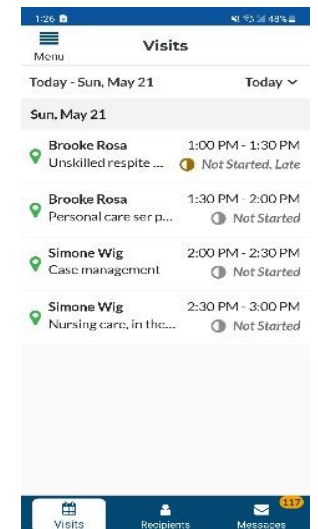 1:26
48%
Menu
Visits
Today - Sun, May 21
Today
Sun, May 21
Brooke Rosa
1:00 PM - 1:30 PM
Unskilled respite ...
Not Started, Late
Brooke Rosa
1:30 PM - 2:00 PM
Personal care ser p...
Not Started
Simone Wig
2:00 PM - 2:30 PM
Case management
Not Started
Simone Wig
2:30 PM - 3:00 PM
Nursing care, in the...
Not Started
117
Visits
Recipients
Messages